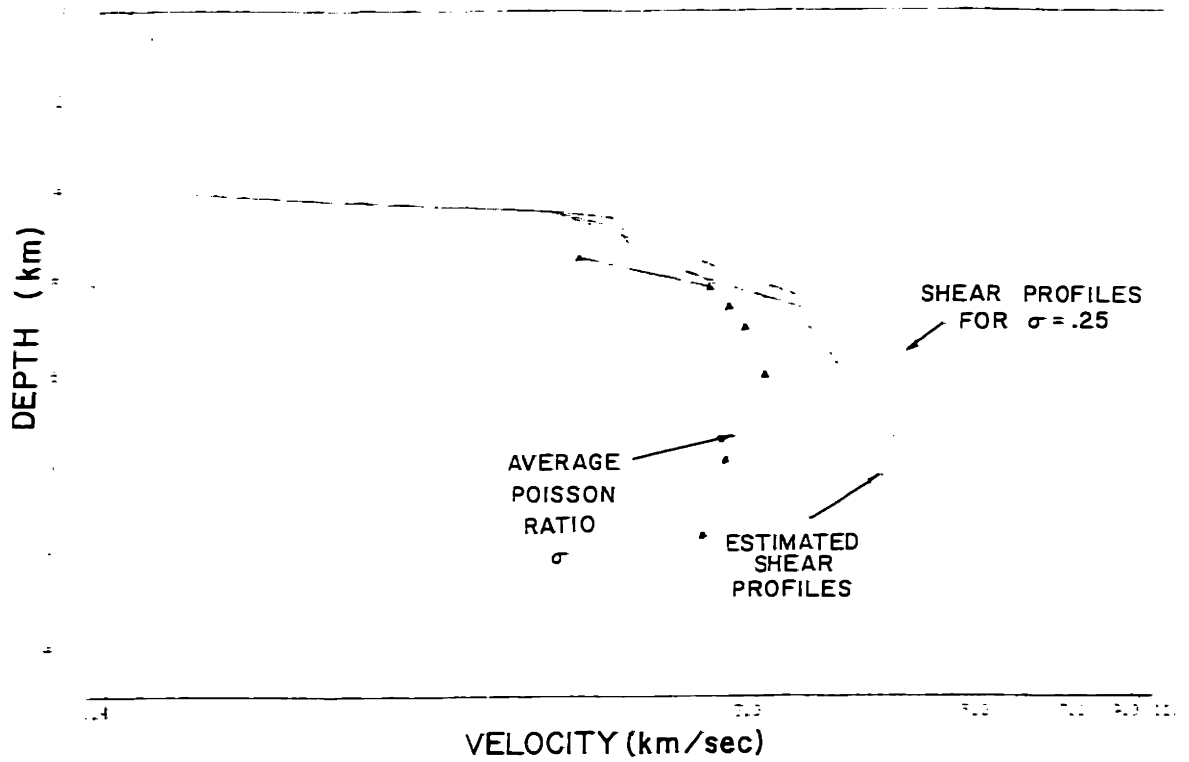 DEPTH (km)
SHEAR PROFILES
FOR σ = .25
AVERAGE
POISSON
RATIO
σ
ESTIMATED
SHEAR
PROFILES
VELOCITY (km/sec)